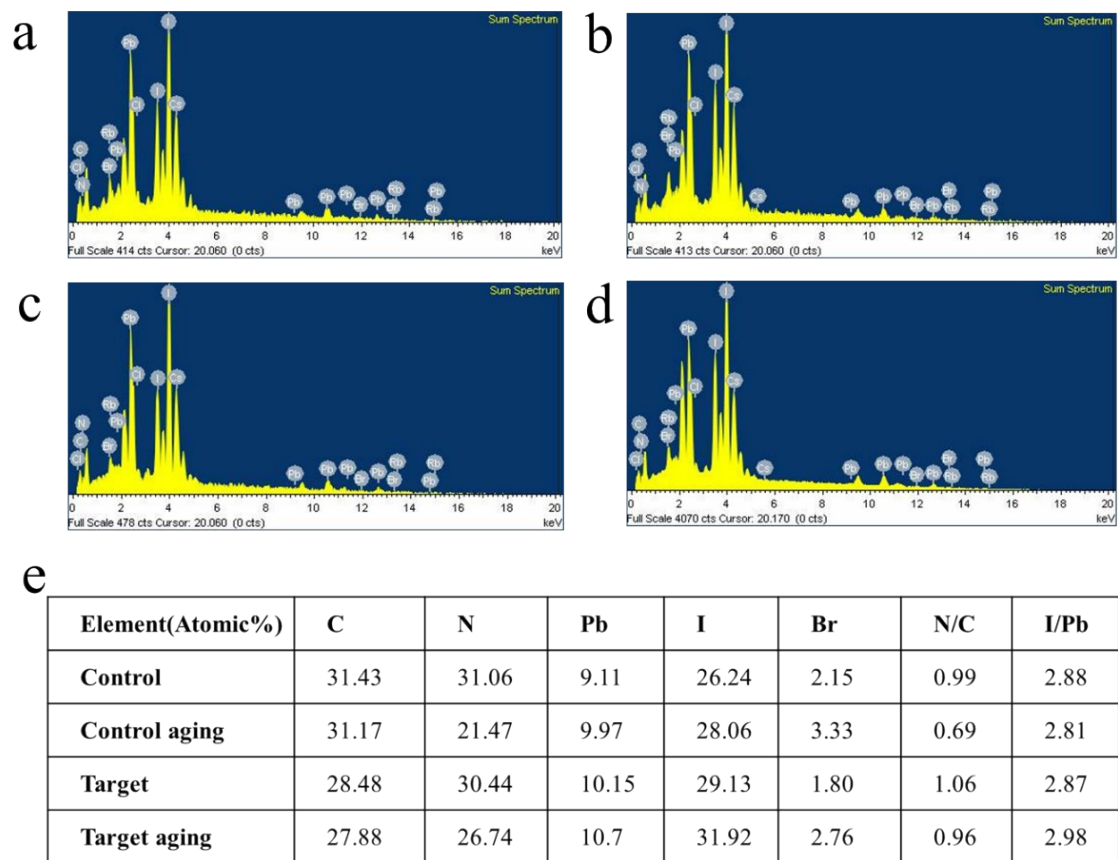 a
Sum Spectrum
Pb
I
Cl
I
Cs
Rb
C
Pb
Cl
Br
N
Pb
Pb
Pb
Br
Pb
Rb
Br
Pb
Rb
0 2 4 6 8 10 12 14 16 18 20
Full Scale 414 cts Cursor: 20.060 (0 cts) keV
b
Sum Spectrum
I
Pb
I
Cs
Cl
Rb
Br
C
Pb
Cl
N
Cs
Pb
Pb
Pb
Br
Pb
Br
Rb
Pb
Rb
0 2 4 6 8 10 12 14 16 18 20
Full Scale 413 cts Cursor: 20.060 (0 cts) keV
c
Sum Spectrum
I
Pb
Cl
I
Cs
Rb
N
Pb
C
Br
Cl
Pb
Pb
Pb
Br
Pb
Rb
Br
Rb
Pb
0 2 4 6 8 10 12 14 16 18 20
Full Scale 478 cts Cursor: 20.060 (0 cts) keV
d
Sum Spectrum
I
Pb
I
Cs
Cl
Pb
Rb
C
N
Br
Cl
Cs
Pb
Pb
Pb
Br
Pb
Br
Rb
Pb
Rb
0 2 4 6 8 10 12 14 16 18 20
Full Scale 4070 cts Cursor: 20.170 (0 cts) keV
e
Element(Atomic%) C N Pb I Br N/C I/Pb
Control 31.43 31.06 9.11 26.24 2.15 0.99 2.88
Control aging 31.17 21.47 9.97 28.06 3.33 0.69 2.81
Target 28.48 30.44 10.15 29.13 1.80 1.06 2.87
Target aging 27.88 26.74 10.7 31.92 2.76 0.96 2.98